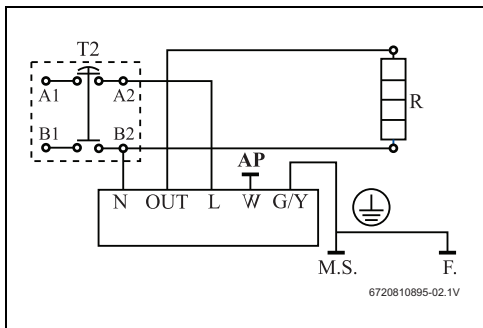 T2
A1 A2
R
B1 B2
AP
N OUT L W G/Y
M.S. F.
6720810895-02.1V